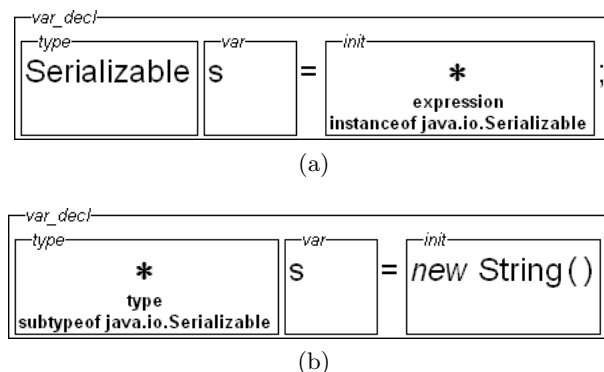 var_decl
type var init
Serializable s = * ;
expression
instanceof java.io.Serializable
(a)
var_decl
type var init
* s = new String()
type
subtypeof java.io.Serializable
(b)